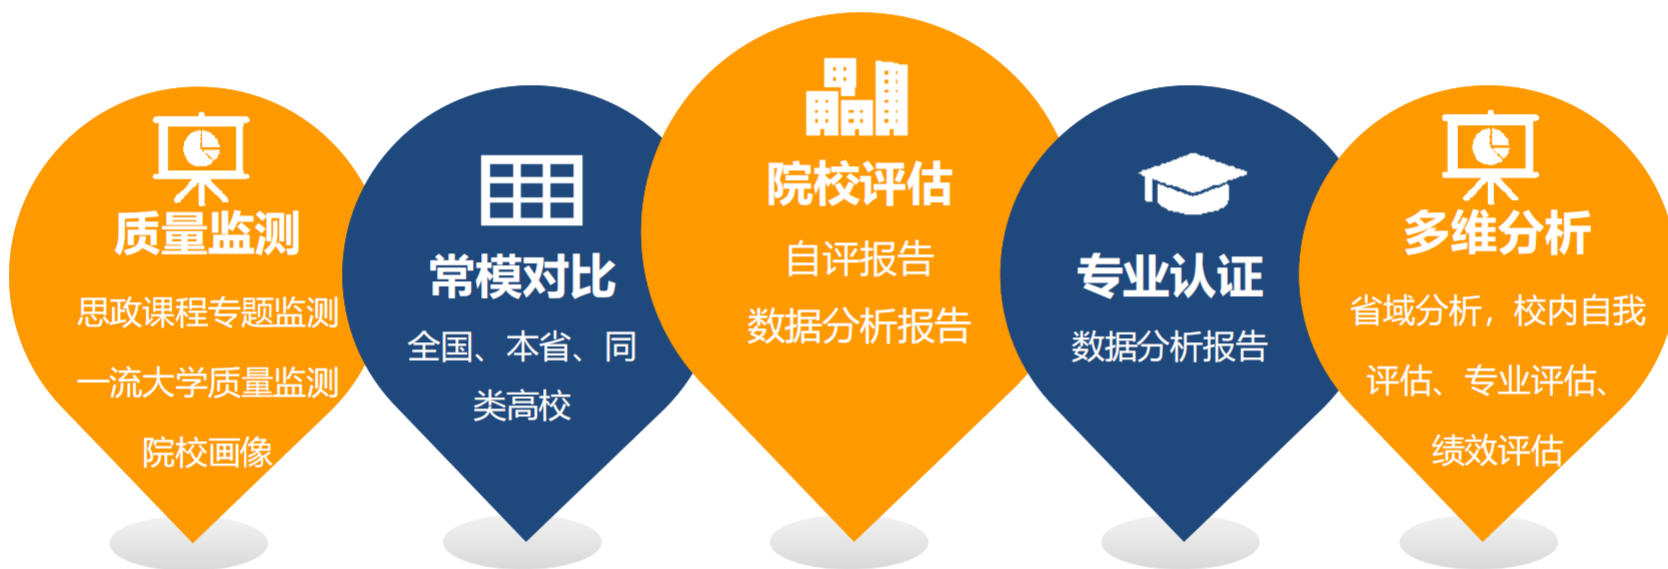 质量监测
思政课程专题监测
一流大学质量监测
院校画像
常模对比
全国、本省、同
类高校
院校评估
自评报告
数据分析报告
专业认证
数据分析报告
多维分析
省域分析，校内自我
评估、专业评估、
绩效评估